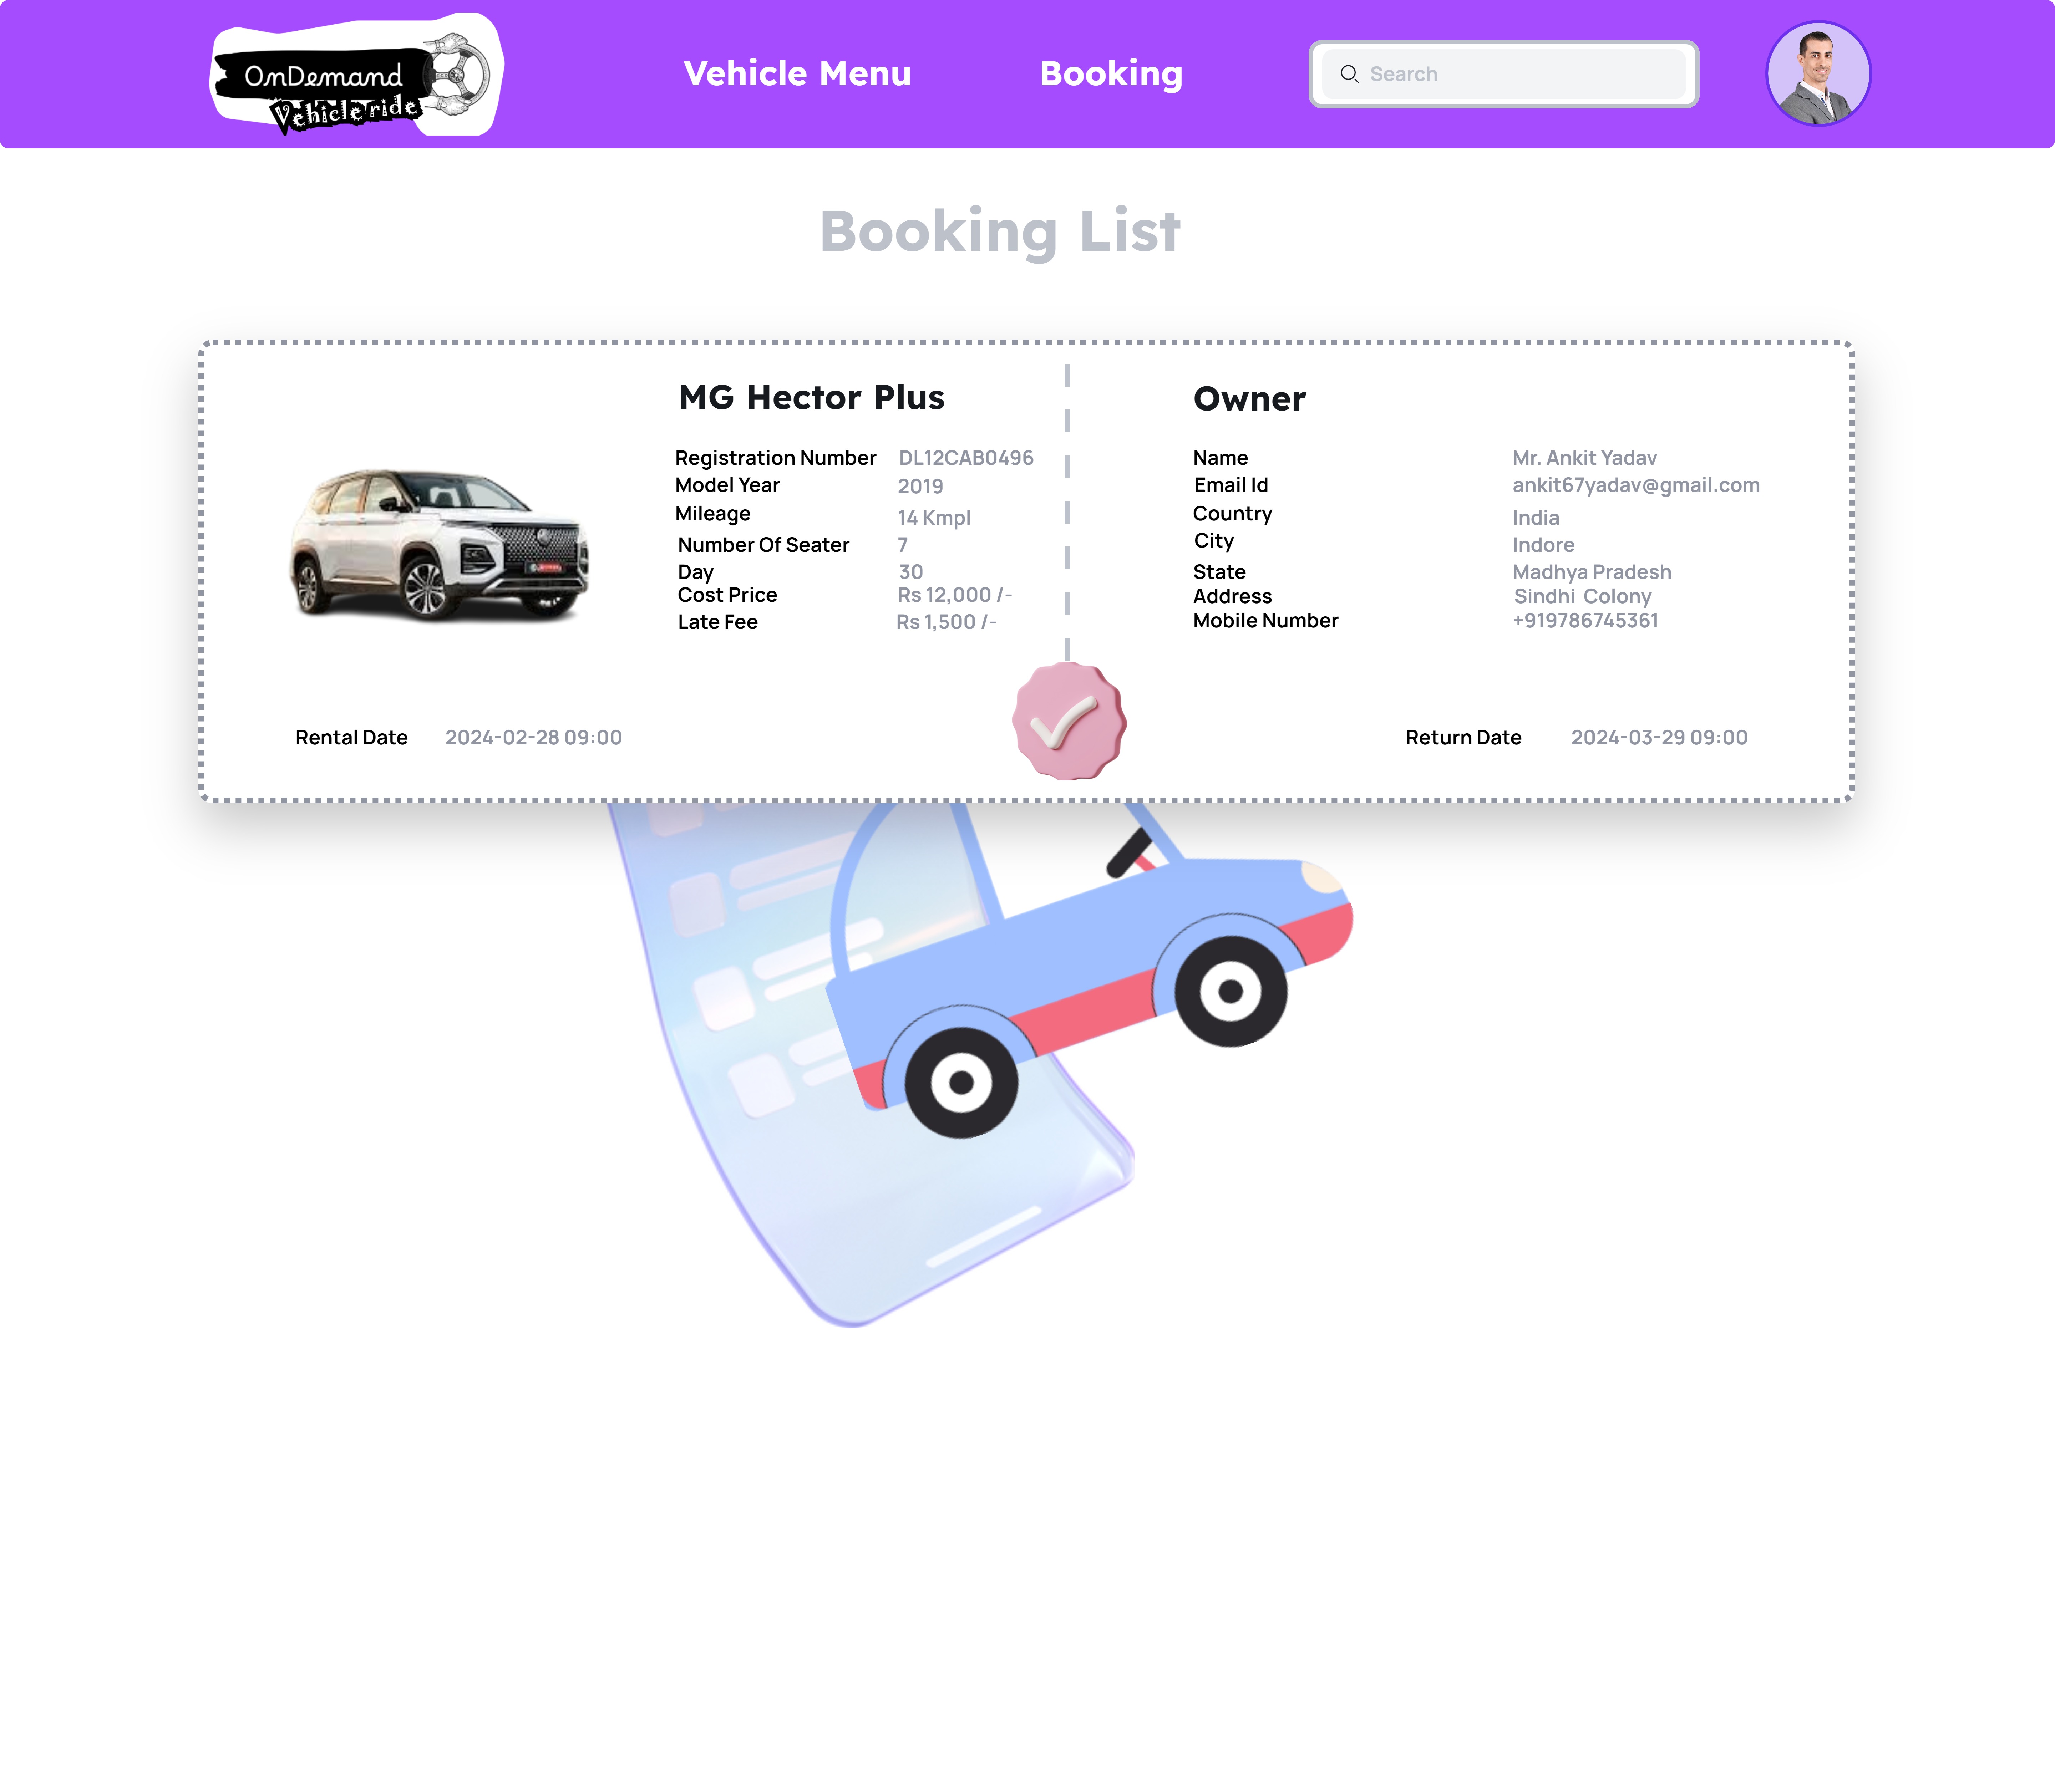 OnDemand
Vehicleride
Vehicle Menu
Booking
Search
Booking List
MG Hector Plus
Registration Number DL12CAB0496
Model Year 2019
Mileage 14 Kmpl
Number Of Seater 7
Day 30
Cost Price Rs 12,000 /-
Late Fee Rs 1,500 /-
Owner
Name Mr. Ankit Yadav
Email Id ankit67yadav@gmail.com
Country India
City Indore
State Madhya Pradesh
Address Sindhi Colony
Mobile Number +919786745361
Rental Date 2024-02-28 09:00
Return Date 2024-03-29 09:00